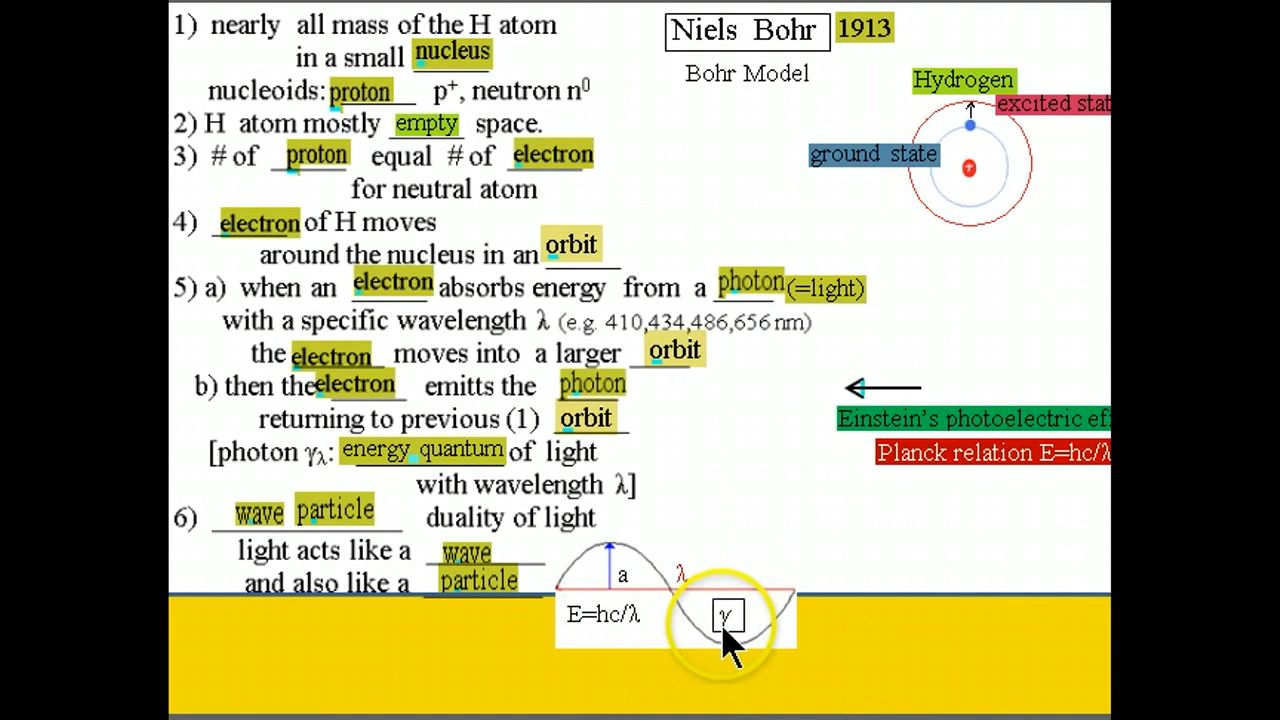 1) nearly all mass of the H atom
in a small nucleus
nucleoids: proton p⁺, neutron n⁰
2) H atom mostly empty space.
3) # of proton equal # of electron
for neutral atom
4) electron of H moves
around the nucleus in an orbit
5) a) when an electron absorbs energy from a photon (=light)
with a specific wavelength λ (e.g. 410,434,486,656nm)
the electron moves into a larger orbit
b) then the electron emits the photon
returning to previous (1) orbit
[photon γλ: energy quantum of light
with wavelength λ]
6) wave particle duality of light
light acts like a wave
and also like a particle
Niels Bohr 1913
Bohr Model
Hydrogen
excited stat
ground state
+
Einstein's photoelectric ef
Planck relation E=hc/λ
a λ
E=hc/λ γ